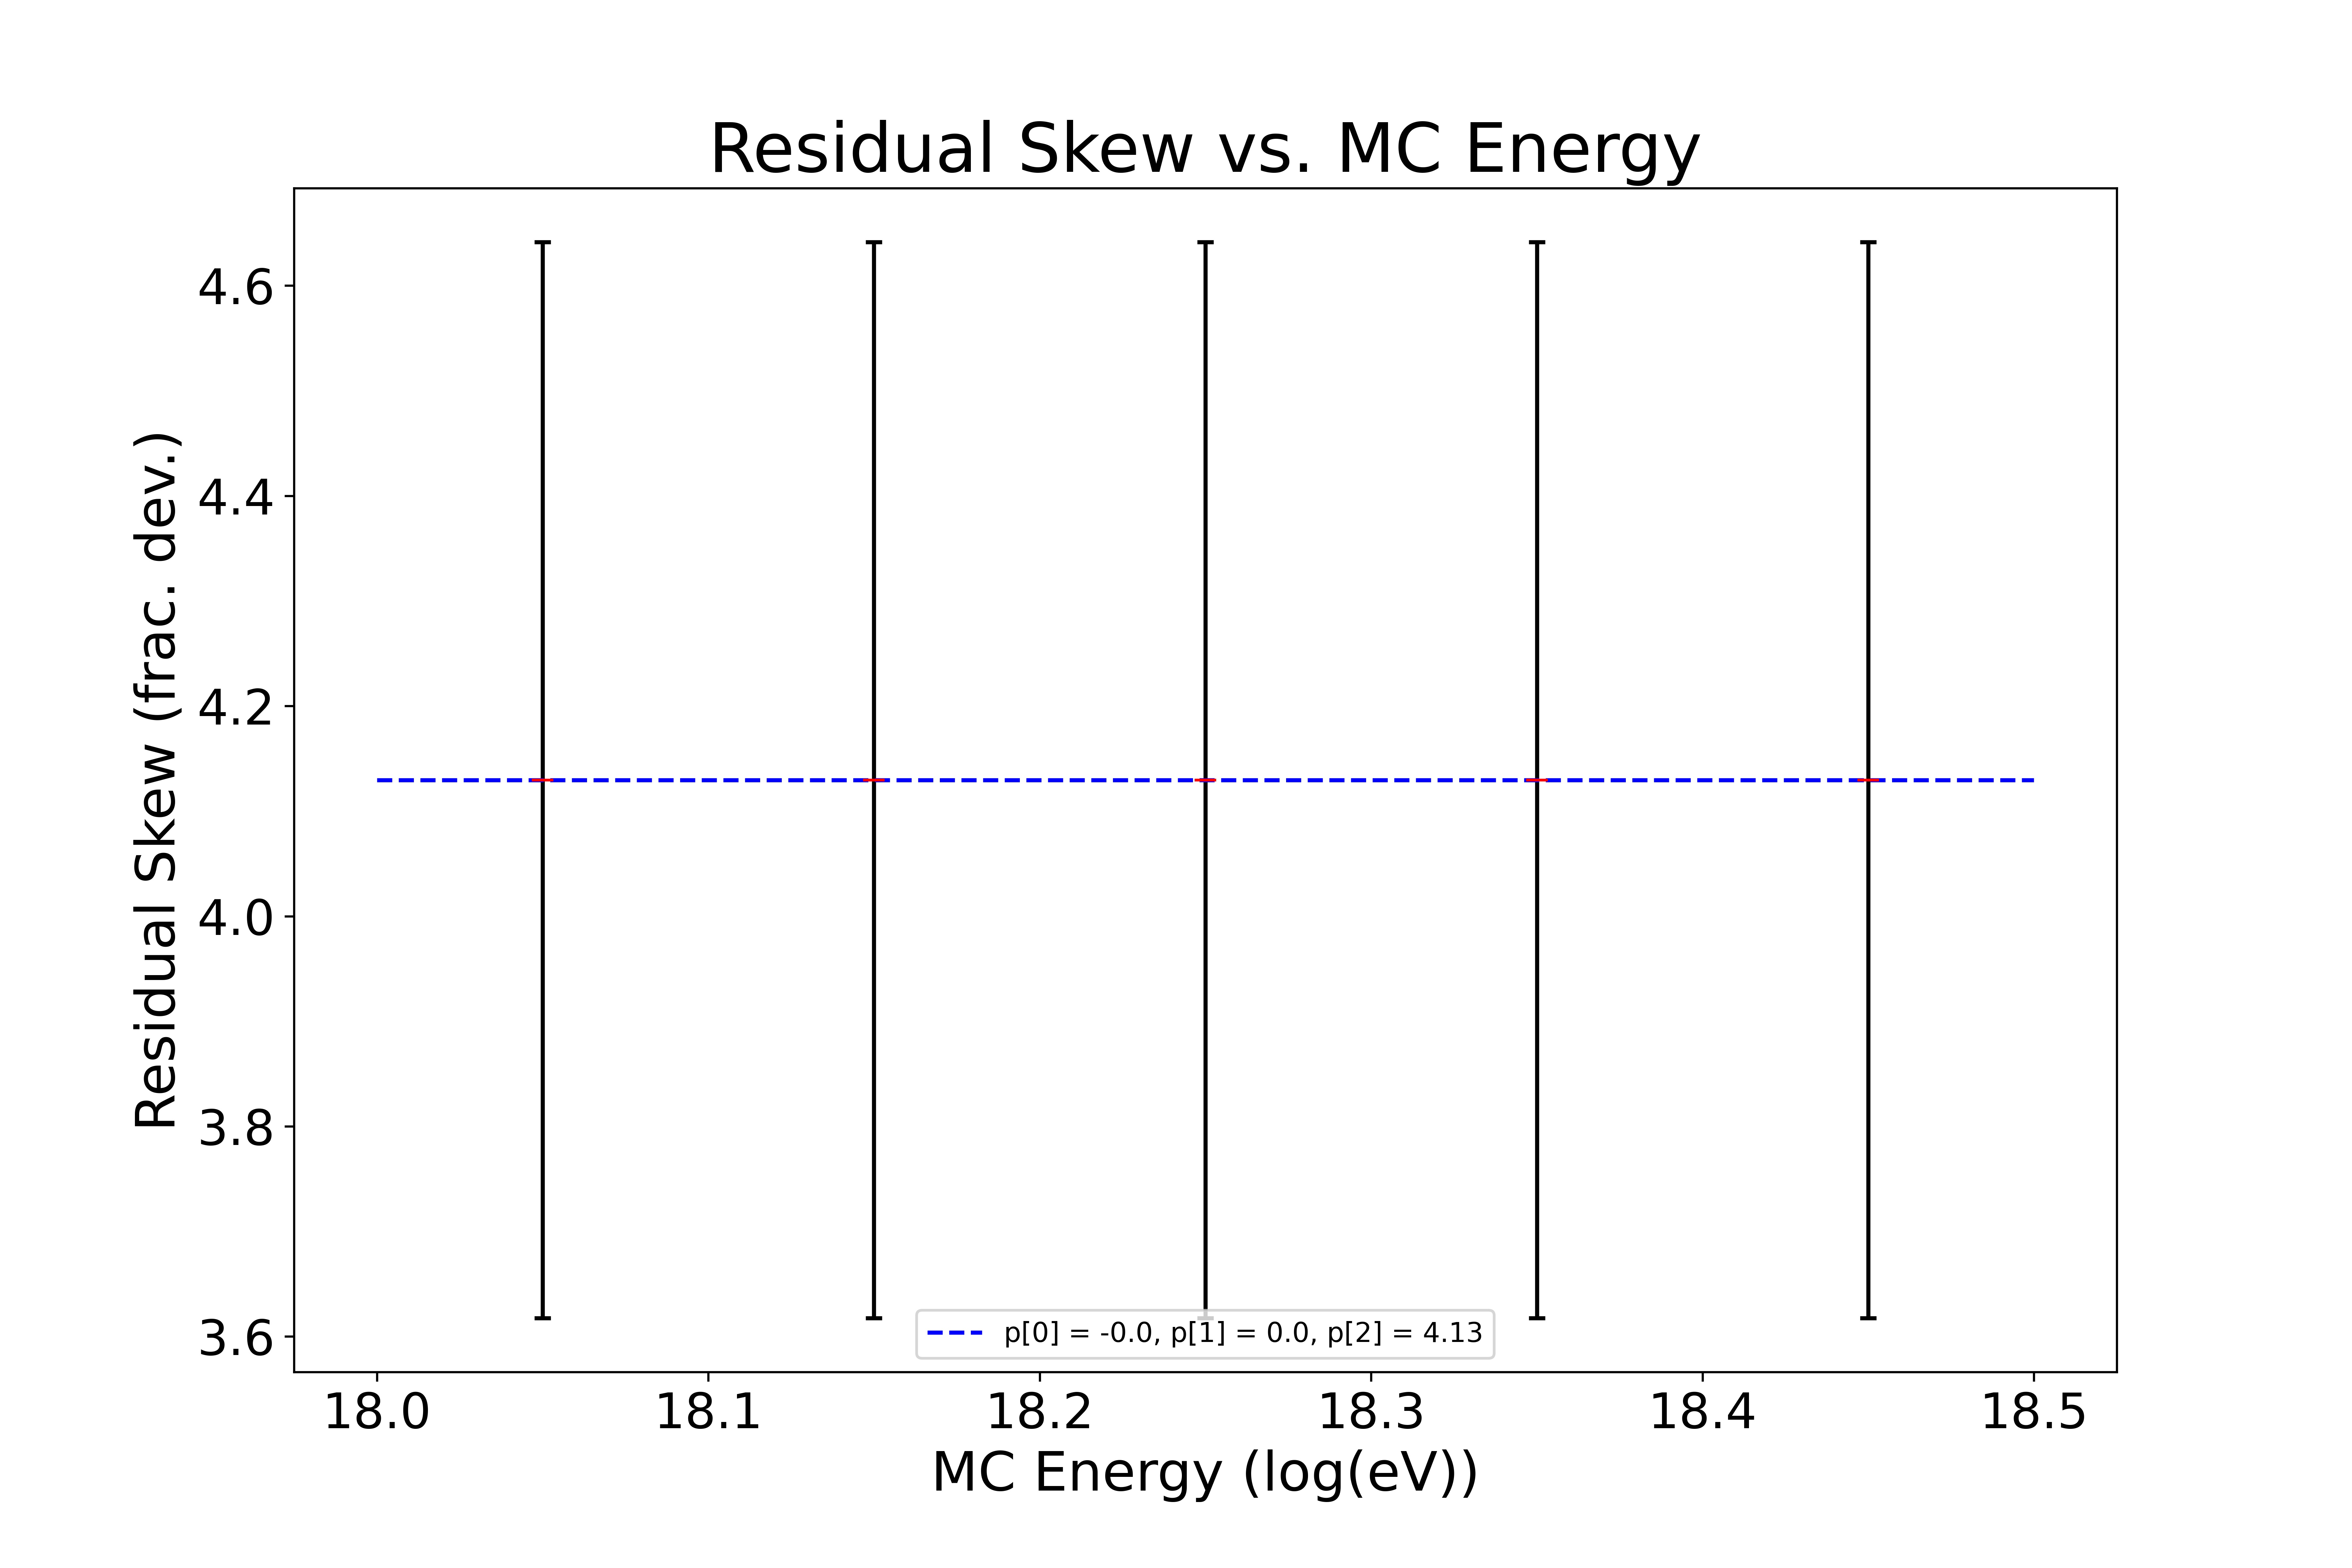 Residual Skew vs. MC Energy
Residual Skew (frac. dev.)
4.6
4.4
4.2
4.0
3.8
3.6
p[0] = -0.0, p[1] = 0.0, p[2] = 4.13
18.0 18.1 18.2 18.3 18.4 18.5
MC Energy (log(eV))